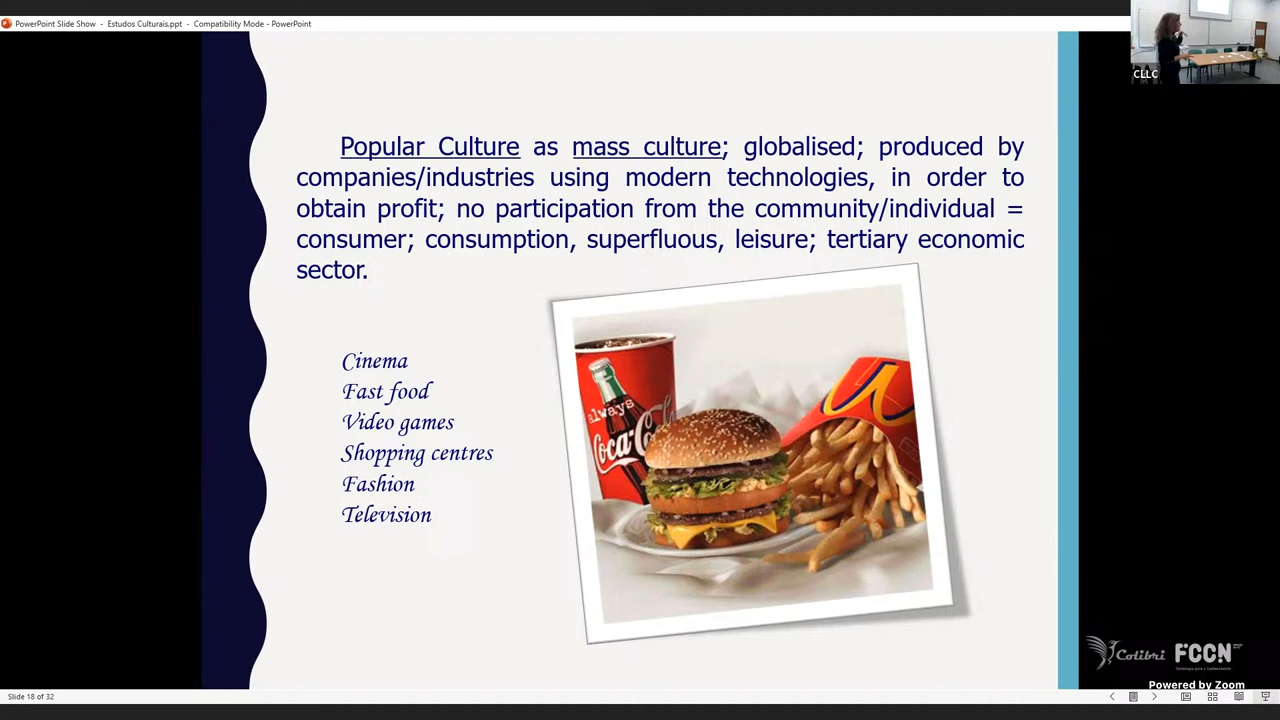 PowerPoint Slide Show - Estudos Culturais.ppt - Compatibility Mode - PowerPoint
CLLC
Popular Culture as mass culture; globalised; produced by
companies/industries using modern technologies, in order to
obtain profit; no participation from the community/individual =
consumer; consumption, superfluous, leisure; tertiary economic
sector.
Cinema
Fast food
Video games
Shopping centres
Fashion
Television
always
Coca-Co
Colibri FCCN
Powered by Zoom
Slide 18 of 32